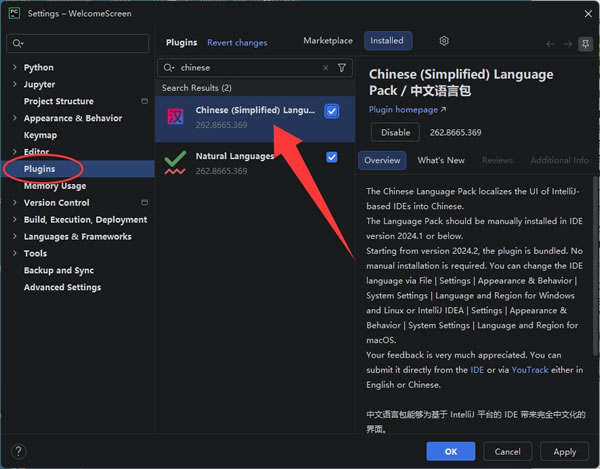 PC
Settings – WelcomeScreen
Python
Jupyter
Project Structure
Appearance & Behavior
Keymap
Editor
Plugins
Memory Usage
Version Control
Build, Execution, Deployment
Languages & Frameworks
Tools
Backup and Sync
Advanced Settings
Plugins
Revert changes
Marketplace
Installed
chinese
Search Results (2)
汉
Chinese (Simplified) Langu...
262.8665.369
Natural Languages
262.8665.369
Chinese (Simplified) Language
Pack / 中文语言包
Plugin homepage ↗
Disable
262.8665.369
Overview
What's New
Reviews
Additional Info
The Chinese Language Pack localizes the UI of IntelliJ-
based IDEs into Chinese.
The Language Pack should be manually installed in IDE
version 2024.1 or below.
Starting from version 2024.2, the plugin is bundled. No
manual installation is required. You can change the IDE
language via File | Settings | Appearance & Behavior |
System Settings | Language and Region for Windows
and Linux or IntelliJ IDEA | Settings | Appearance &
Behavior | System Settings | Language and Region for
macOS.
Your feedback is very much appreciated. You can
submit it directly from the IDE or via YouTrack either in
English or Chinese.
中文语言包能够为基于 IntelliJ 平台的 IDE 带来完全中文化的
界面。
?
OK
Cancel
Apply